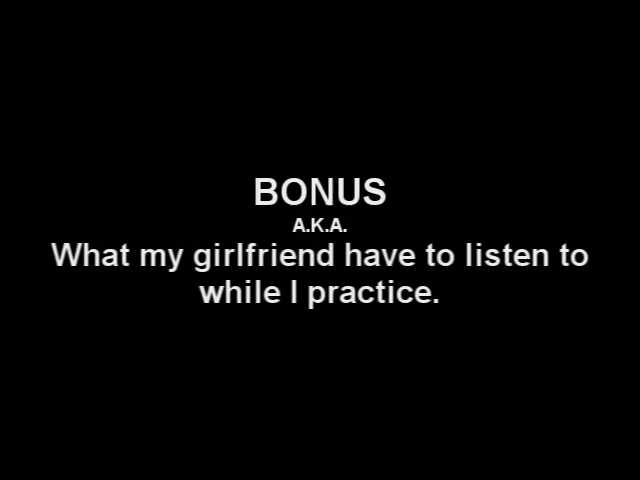 BONUS
A.K.A.
What my girlfriend have to listen to
while I practice.